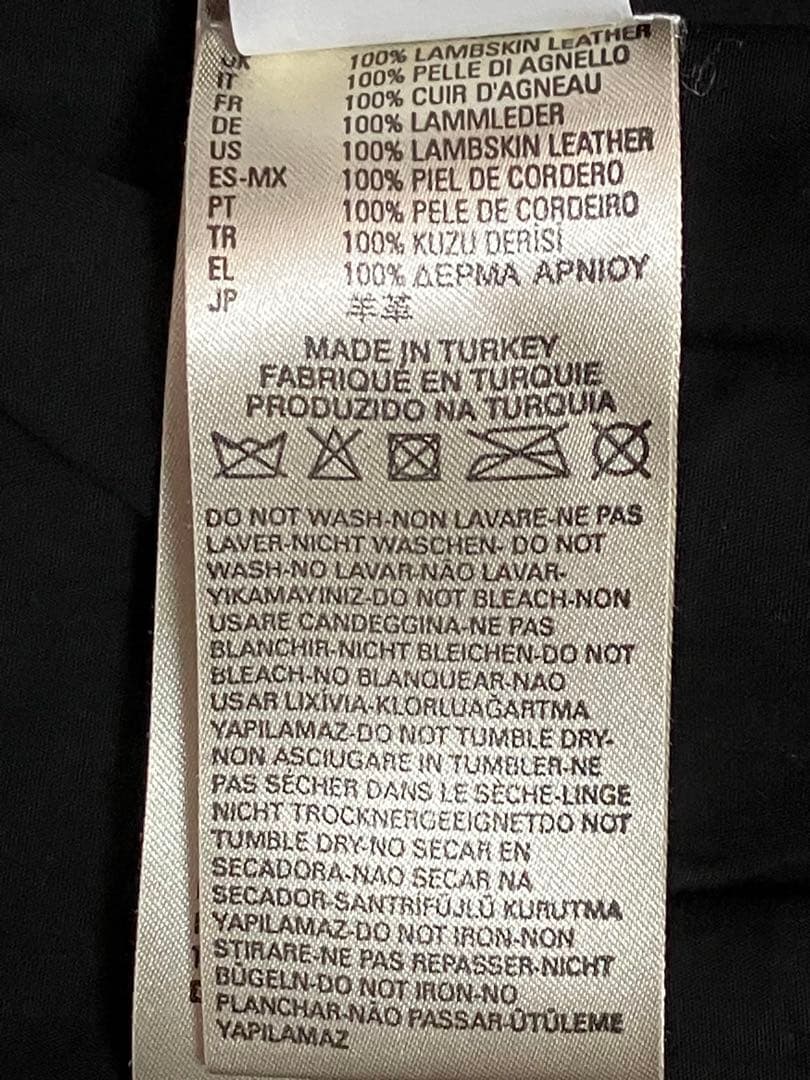 UK 100% LAMBSKIN LEATHER
IT 100% PELLE DI AGNELLO
FR 100% CUIR D'AGNEAU
DE 100% LAMMLEDER
US 100% LAMBSKIN LEATHER
ES-MX 100% PIEL DE CORDERO
PT 100% PELE DE CORDEIRO
TR 100% KUZU DERİSİ
EL 100% ΔΕΡΜΑ ΑΡΝΙΟΥ
JP 羊革
MADE IN TURKEY
FABRIQUÉ EN TURQUIE
PRODUZIDO NA TURQUIA
DO NOT WASH-NON LAVARE-NE PAS
LAVER-NICHT WASCHEN- DO NOT
WASH-NO LAVAR-NÃO LAVAR-
YIKAMAYINIZ-DO NOT BLEACH-NON
USARE CANDEGGINA-NE PAS
BLANCHIR-NICHT BLEICHEN-DO NOT
BLEACH-NO BLANQUEAR-NAO
USAR LIXÍVIA-KLORLUAĞARTMA
YAPILAMAZ-DO NOT TUMBLE DRY-
NON ASCIUGARE IN TUMBLER-NE
PAS SÉCHER DANS LE SÈCHE-LINGE
NICHT TROCKNERGEEIGNETDO NOT
TUMBLE DRY-NO SECAR EN
SECADORA-NAO SECAR NA
SECADOR-SANTRİFÜJLÜ KURUTMA
YAPILAMAZ-DO NOT IRON-NON
STIRARE-NE PAS REPASSER-NICHT
BÜGELN-DO NOT IRON-NO
PLANCHAR-NÃO PASSAR-ÜTÜLEME
YAPILAMAZ